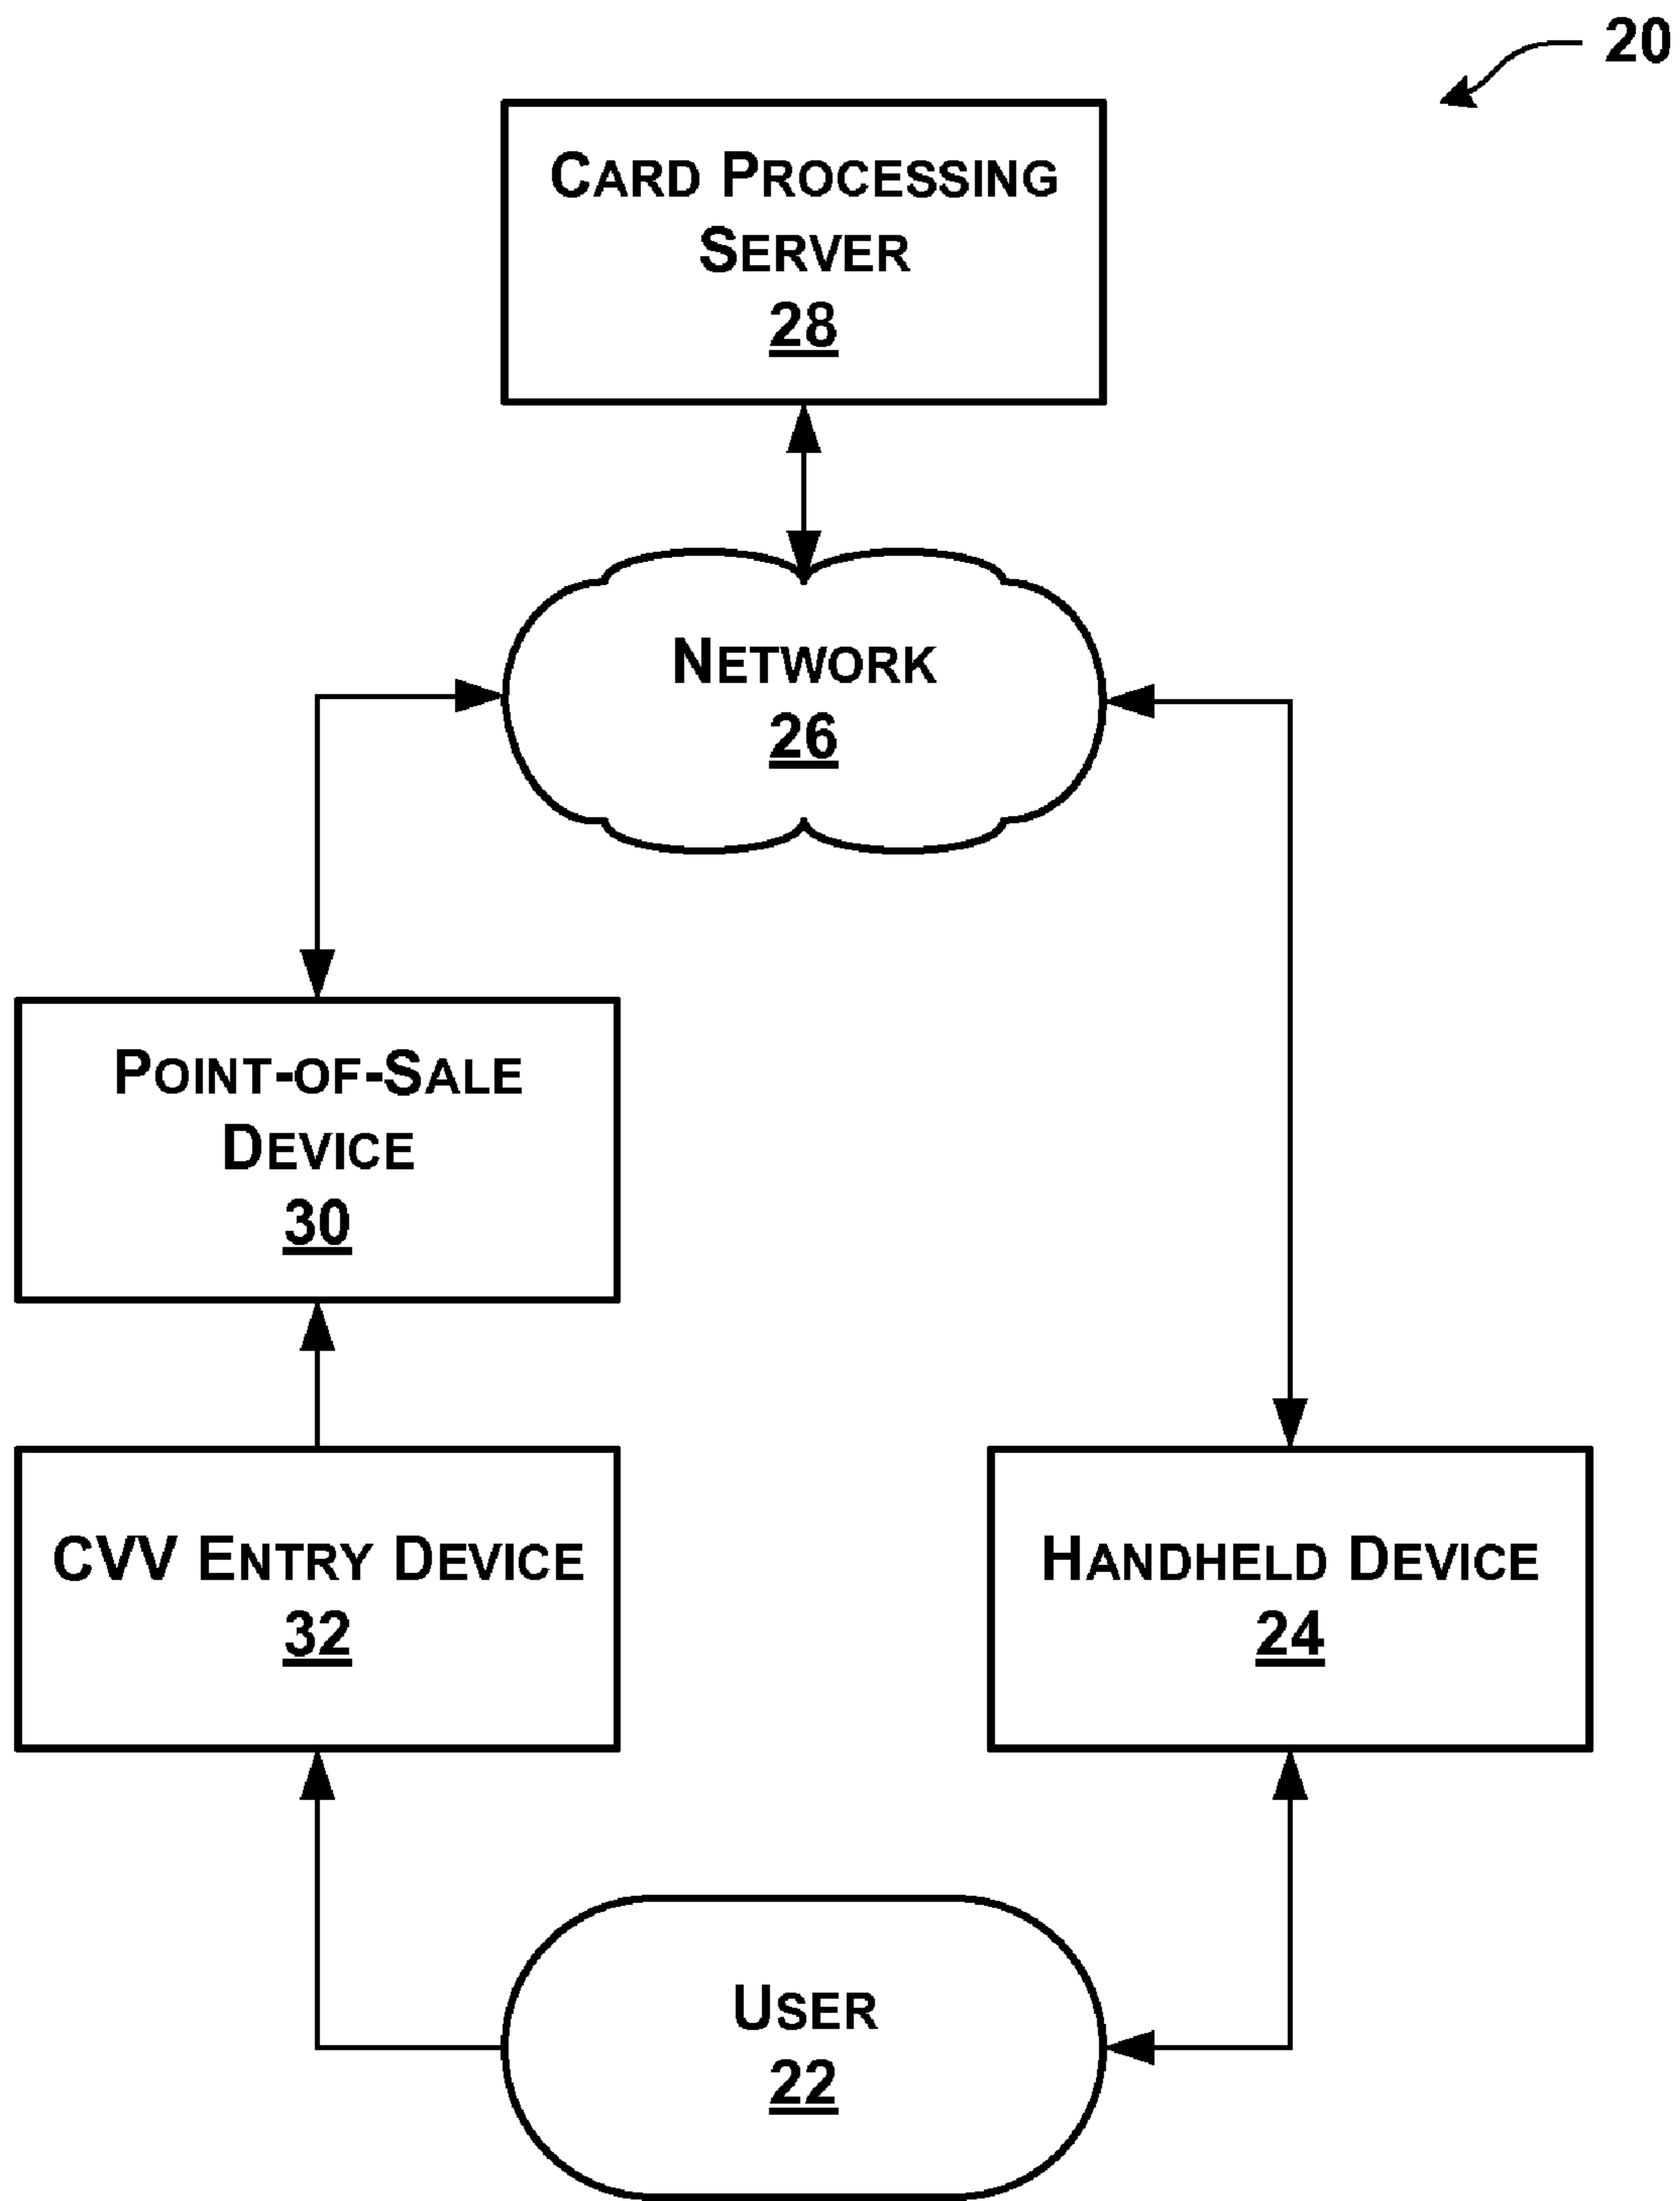 20
CARD PROCESSING
SERVER
28
NETWORK
26
POINT-OF-SALE
DEVICE
30
CVV ENTRY DEVICE
32
HANDHELD DEVICE
24
USER
22